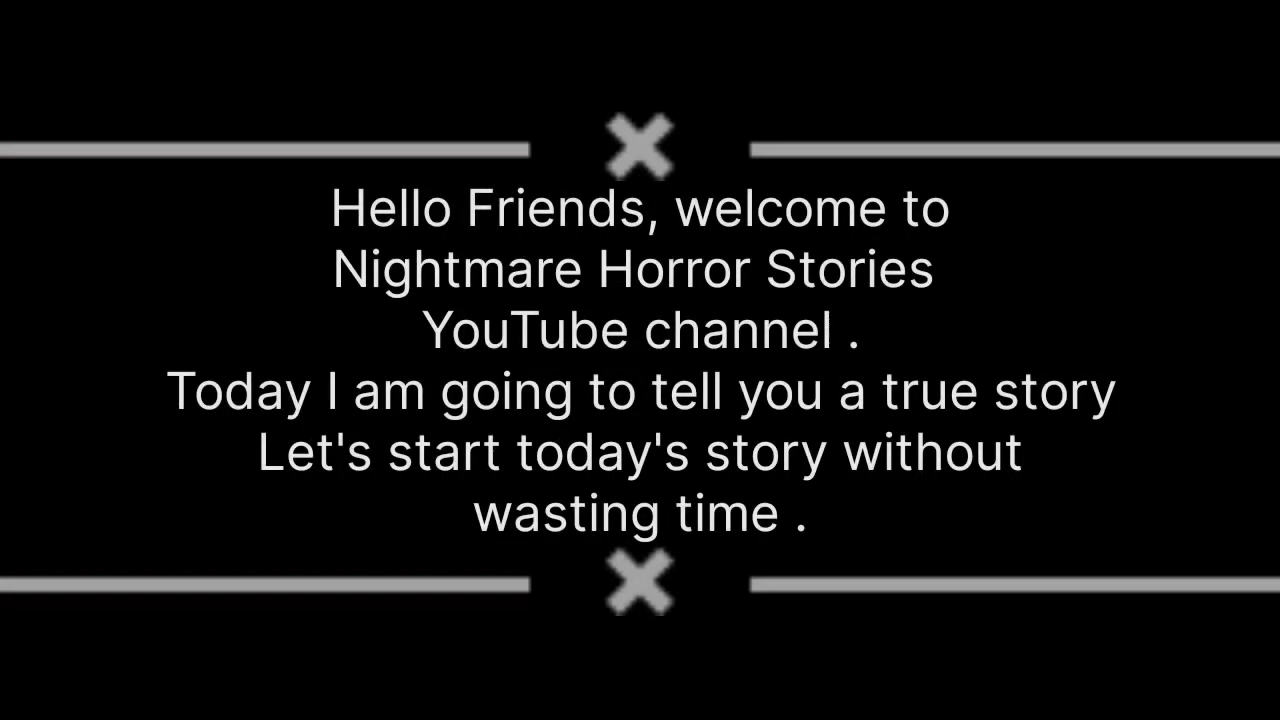 Hello Friends, welcome to
Nightmare Horror Stories
YouTube channel .
Today I am going to tell you a true story
Let's start today's story without
wasting time .